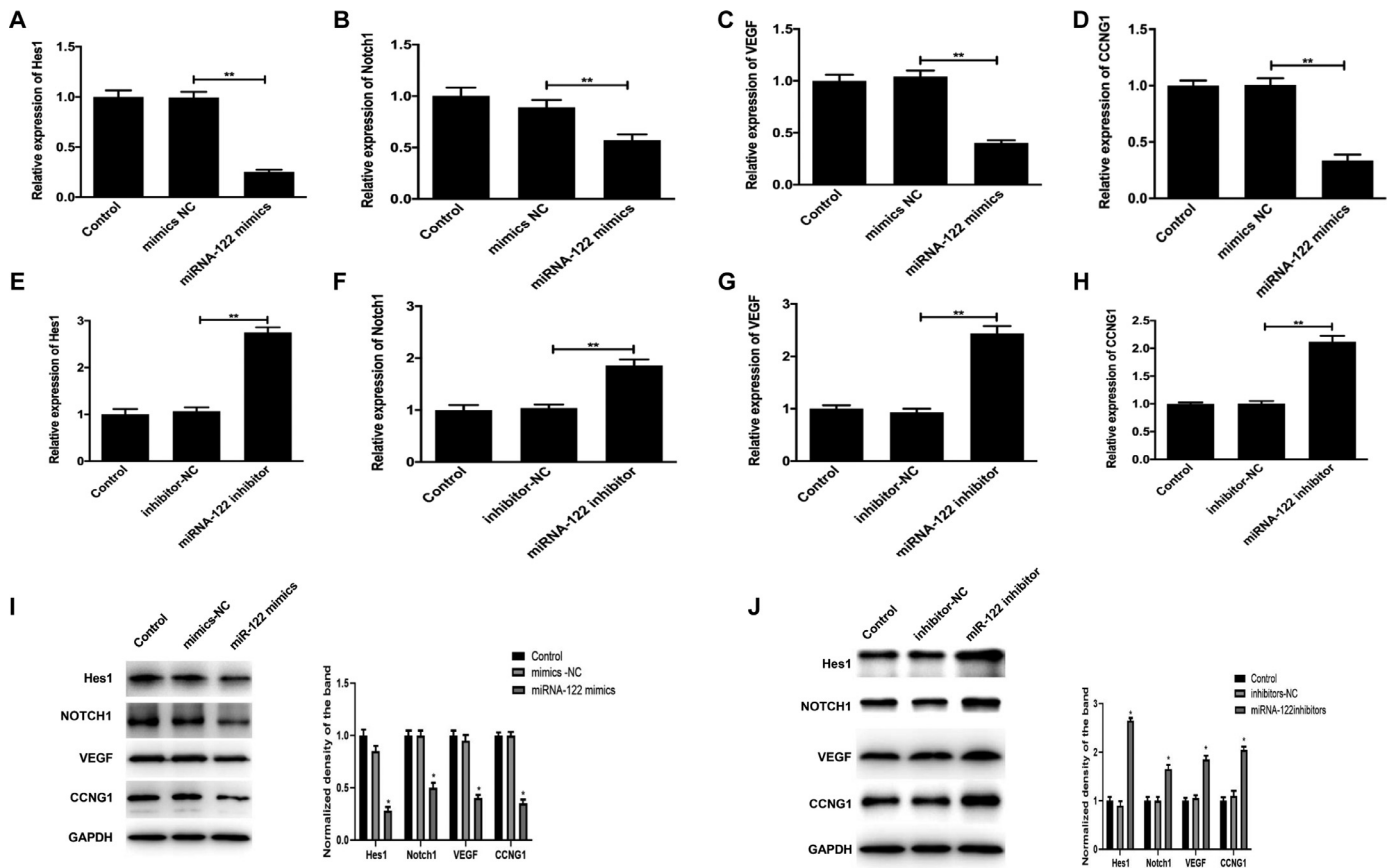 A
Relative expression of Hes1
1.5
1.0
0.5
0.0
**
Control
mimics NC
miRNA-122 mimics
B
Relative expression of Notch1
1.5
1.0
0.5
0.0
**
Control
mimics NC
miRNA-122 mimics
C
Relative expression of VEGF
1.5
1.0
0.5
0.0
**
Control
mimics NC
miRNA-122 mimics
D
Relative expression of CCNG1
1.5
1.0
0.5
0.0
**
Control
mimics NC
miRNA-122 mimics
E
Relative expression of Hes1
3
2
1
0
**
Control
inhibitor-NC
miRNA-122 inhibitor
F
Relative expression of Notch1
3
2
1
0
**
Control
inhibitor-NC
miRNA-122 inhibitor
G
Relative expression of VEGF
3
2
1
0
**
Control
inhibitor-NC
miRNA-122 inhibitor
H
Relative expression of CCNG1
2.5
2.0
1.5
1.0
0.5
0.0
**
Control
inhibitor-NC
miRNA-122 inhibitor
I
Control
mimics-NC
miR-122 mimics
Hes1
NOTCH1
VEGF
CCNG1
GAPDH
Normalized density of the band
1.5
1.0
0.5
0.0
Control
mimics -NC
miRNA-122 mimics
*
*
*
*
Hes1
Notch1
VEGF
CCNG1
J
Control
inhibitor-NC
mIR-122 inhibitor
Hes1
NOTCH1
VEGF
CCNG1
GAPDH
Normalized density of the band
3
2
1
0
Control
inhibitors-NC
miRNA-122inhibitors
*
*
*
*
Hes1
Notch1
VEGF
CCNG1